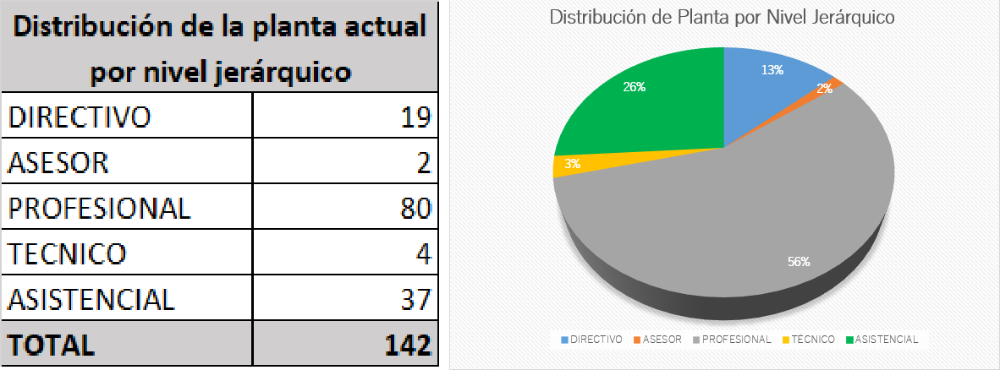 Distribución de la planta actual
por nivel jerárquico
DIRECTIVO 19
ASESOR 2
PROFESIONAL 80
TECNICO 4
ASISTENCIAL 37
TOTAL 142
Distribución de Planta por Nivel Jerárquico
13%
2%
26%
3%
56%
DIRECTIVO ASESOR PROFESIONAL TÉCNICO ASISTENCIAL